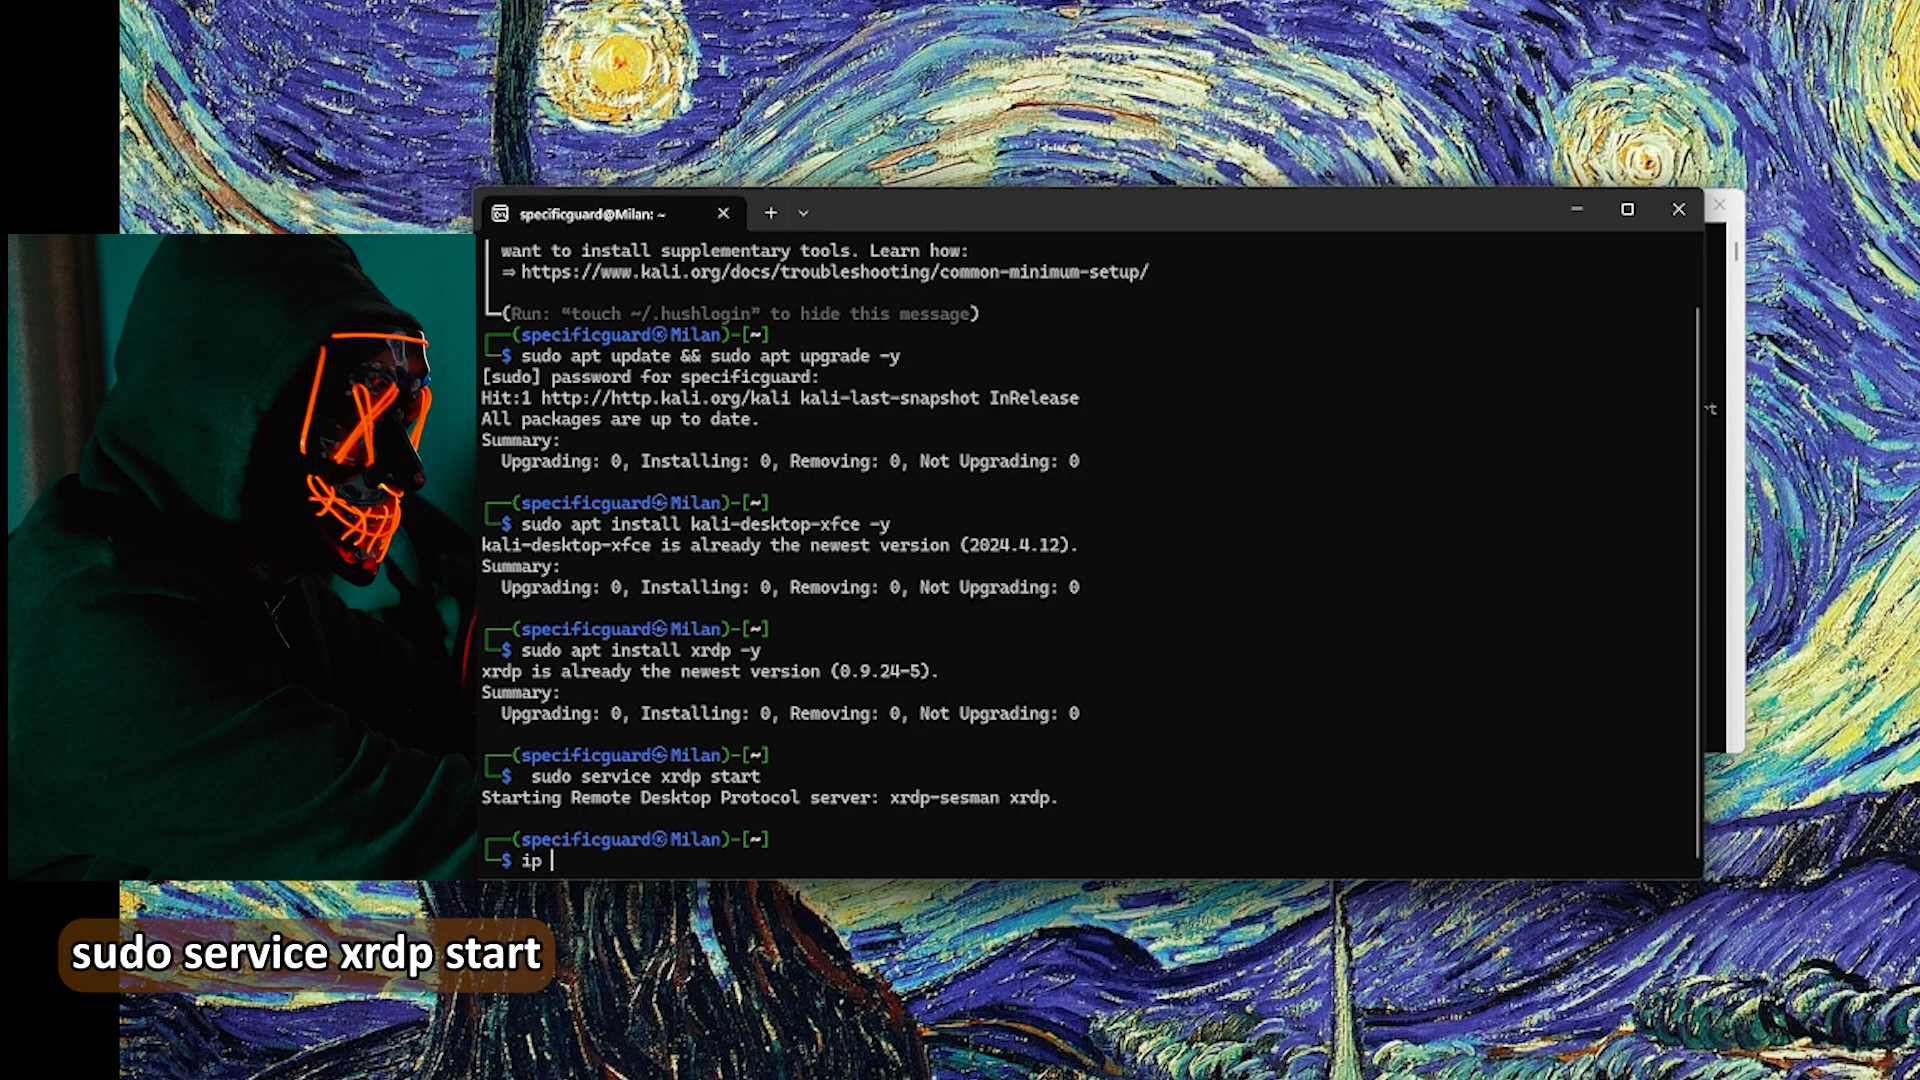 specificguard@Milan: ~
want to install supplementary tools. Learn how:
⇒ https://www.kali.org/docs/troubleshooting/common-minimum-setup/
(Run: “touch ~/.hushlogin” to hide this message)
(specificguard㉿Milan)-[~]
$ sudo apt update && sudo apt upgrade -y
[sudo] password for specificguard:
Hit:1 http://http.kali.org/kali kali-last-snapshot InRelease
All packages are up to date.
Summary:
Upgrading: 0, Installing: 0, Removing: 0, Not Upgrading: 0
(specificguard㉿Milan)-[~]
$ sudo apt install kali-desktop-xfce -y
kali-desktop-xfce is already the newest version (2024.4.12).
Summary:
Upgrading: 0, Installing: 0, Removing: 0, Not Upgrading: 0
(specificguard㉿Milan)-[~]
$ sudo apt install xrdp -y
xrdp is already the newest version (0.9.24-5).
Summary:
Upgrading: 0, Installing: 0, Removing: 0, Not Upgrading: 0
(specificguard㉿Milan)-[~]
$ sudo service xrdp start
Starting Remote Desktop Protocol server: xrdp-sesman xrdp.
(specificguard㉿Milan)-[~]
$ ip
sudo service xrdp start